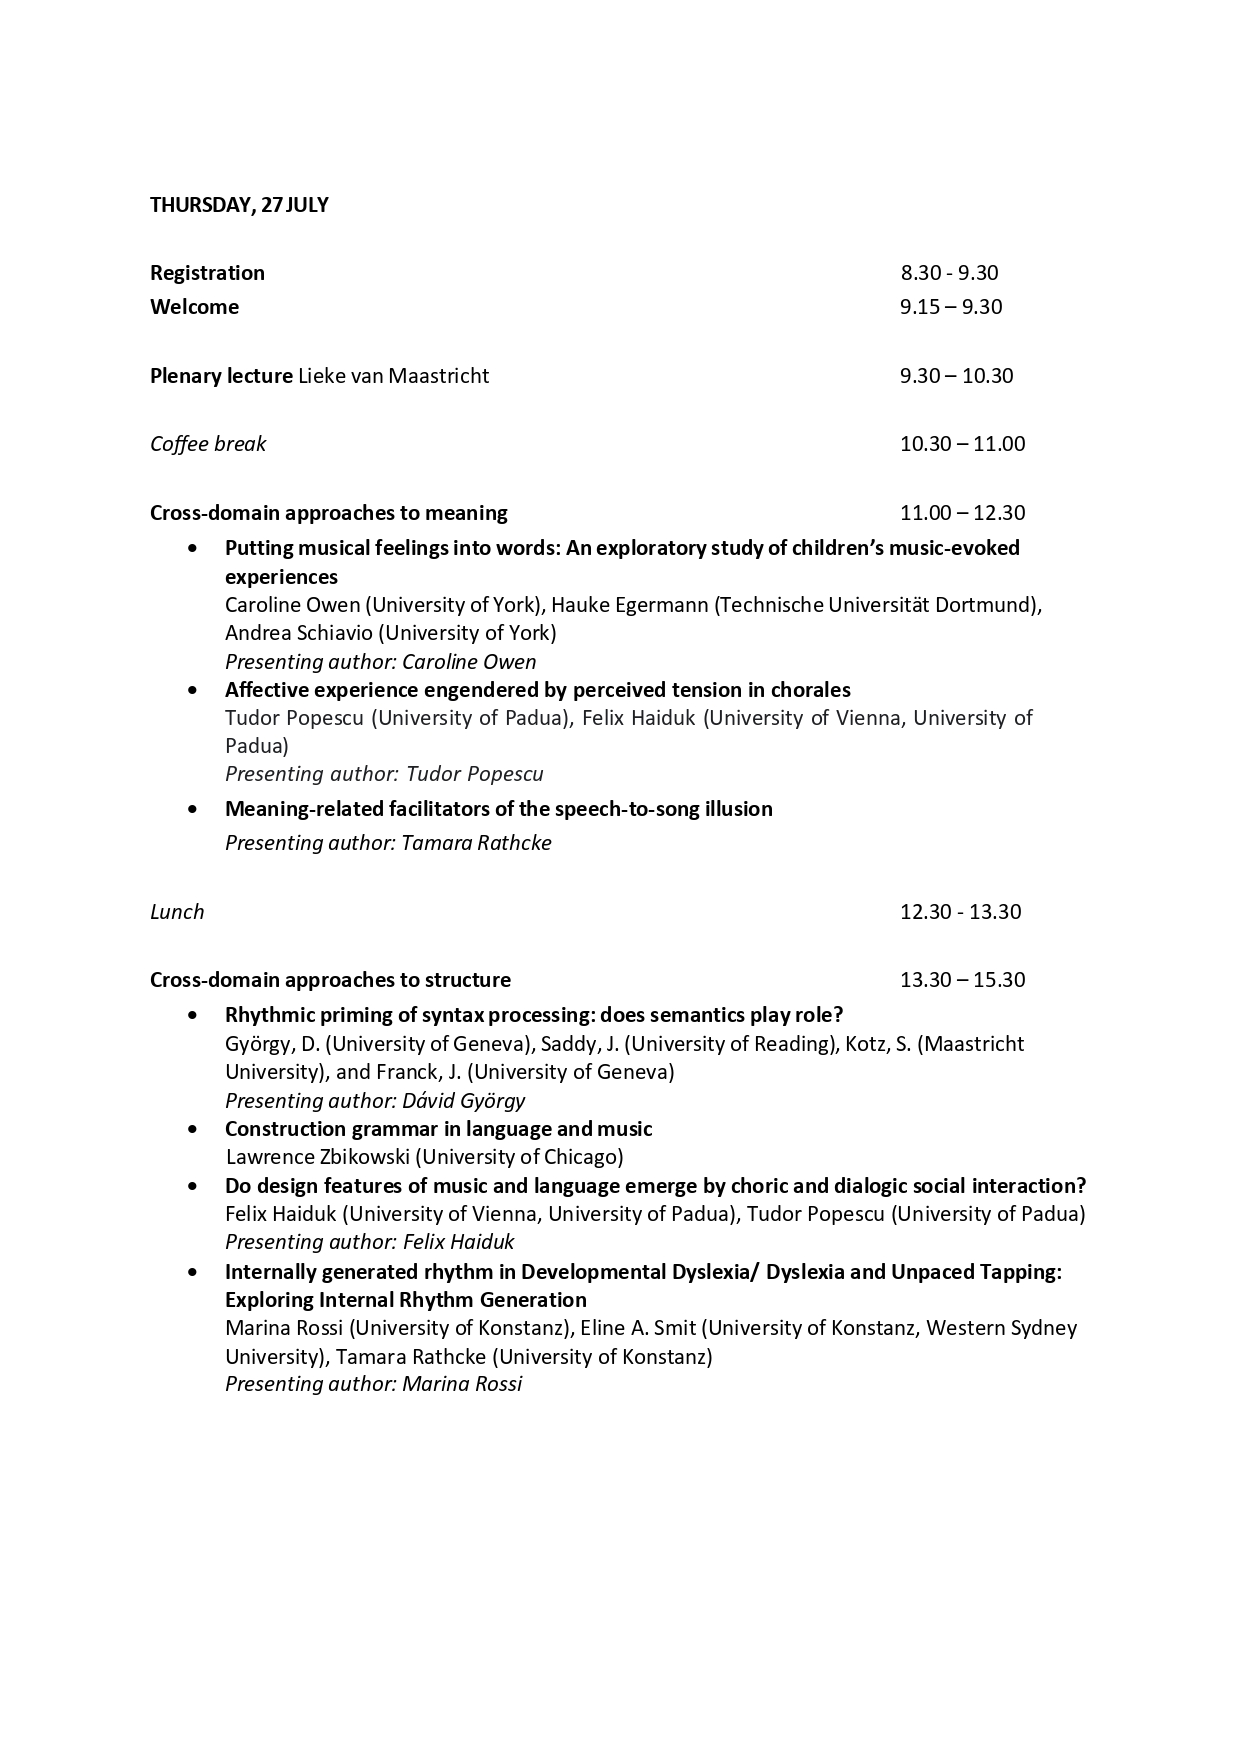 THURSDAY, 27 JULY
Registration 8.30 - 9.30
Welcome 9.15 – 9.30
Plenary lecture Lieke van Maastricht 9.30 – 10.30
Coffee break 10.30 – 11.00
Cross-domain approaches to meaning 11.00 – 12.30
• Putting musical feelings into words: An exploratory study of children’s music-evoked
experiences
Caroline Owen (University of York), Hauke Egermann (Technische Universität Dortmund),
Andrea Schiavio (University of York)
Presenting author: Caroline Owen
• Affective experience engendered by perceived tension in chorales
Tudor Popescu (University of Padua), Felix Haiduk (University of Vienna, University of
Padua)
Presenting author: Tudor Popescu
• Meaning-related facilitators of the speech-to-song illusion
Presenting author: Tamara Rathcke
Lunch 12.30 - 13.30
Cross-domain approaches to structure 13.30 – 15.30
• Rhythmic priming of syntax processing: does semantics play role?
György, D. (University of Geneva), Saddy, J. (University of Reading), Kotz, S. (Maastricht
University), and Franck, J. (University of Geneva)
Presenting author: Dávid György
• Construction grammar in language and music
Lawrence Zbikowski (University of Chicago)
• Do design features of music and language emerge by choric and dialogic social interaction?
Felix Haiduk (University of Vienna, University of Padua), Tudor Popescu (University of Padua)
Presenting author: Felix Haiduk
• Internally generated rhythm in Developmental Dyslexia/ Dyslexia and Unpaced Tapping:
Exploring Internal Rhythm Generation
Marina Rossi (University of Konstanz), Eline A. Smit (University of Konstanz, Western Sydney
University), Tamara Rathcke (University of Konstanz)
Presenting author: Marina Rossi